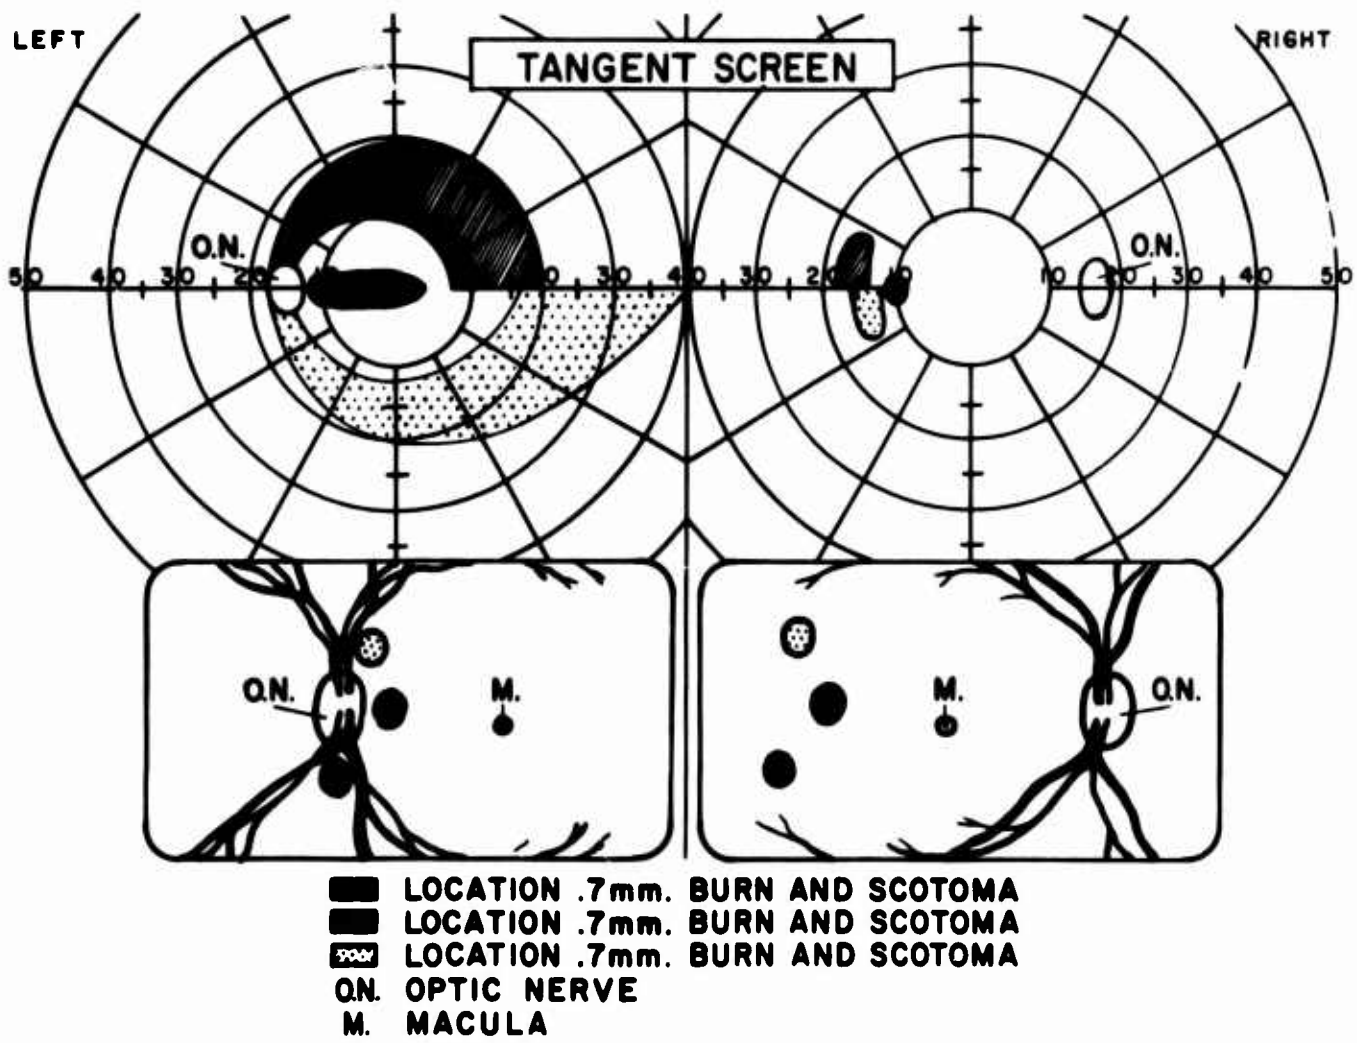 LEFT
RIGHT
TANGENT SCREEN
O.N.
O.N.
50 40 30 20 10 20 30 40 10 10 20 30 40 50
O.N.
M.
M.
O.N.
LOCATION .7mm. BURN AND SCOTOMA
LOCATION .7mm. BURN AND SCOTOMA
LOCATION .7mm. BURN AND SCOTOMA
O.N. OPTIC NERVE
M. MACULA